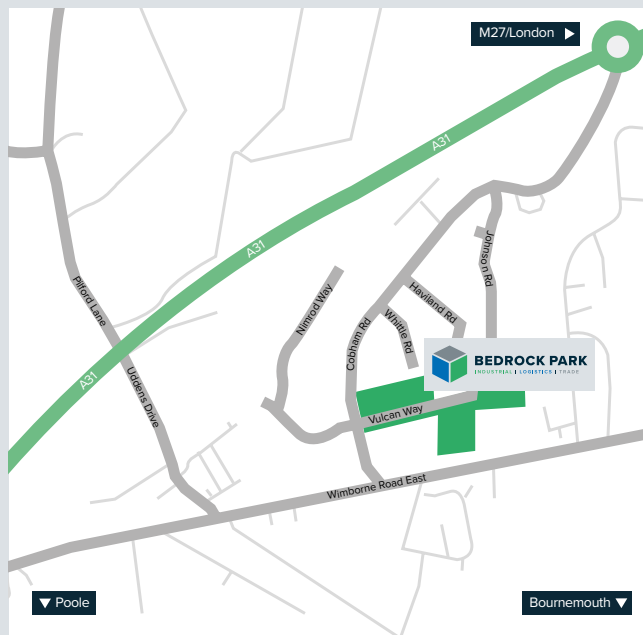 M27/London ▶
A31
A31
A31
Johnson Rd
Haviland Rd
Whittle Rd
Nimrod Way
Cobham Rd
Pilford Lane
Uddens Drive
BEDROCK PARK
INDUSTRIAL | LOGISTICS | TRADE
Vulcan Way
Wimborne Road East
▼ Poole
Bournemouth ▼